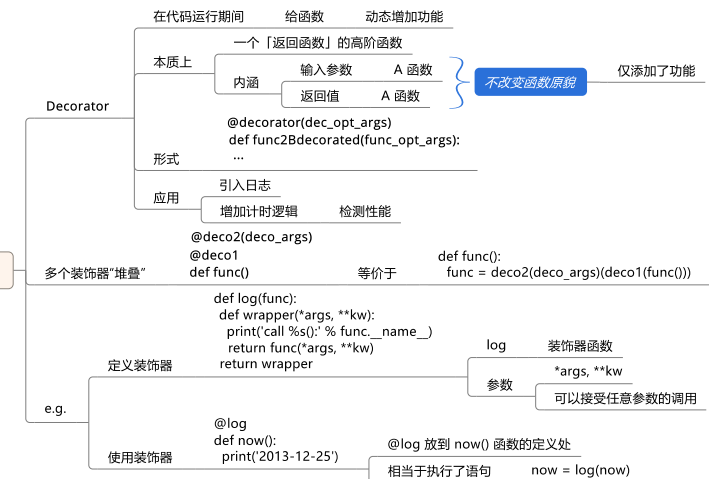 Decorator
在代码运行期间
给函数
动态增加功能
本质上
一个「返回函数」的高阶函数
内涵
输入参数
A 函数
返回值
A 函数
不改变函数原貌
仅添加了功能
形式
@decorator(dec_opt_args)
def func2Bdecorated(func_opt_args):
...
应用
引入日志
增加计时逻辑
检测性能
多个装饰器“堆叠”
@deco2(deco_args)
@deco1
def func()
等价于
def func():
func = deco2(deco_args)(deco1(func()))
e.g.
定义装饰器
def log(func):
def wrapper(*args, **kw):
print('call %s():' % func.__name__)
return func(*args, **kw)
return wrapper
log
装饰器函数
参数
*args, **kw
可以接受任意参数的调用
使用装饰器
@log
def now():
print('2013-12-25')
@log 放到 now() 函数的定义处
相当于执行了语句
now = log(now)